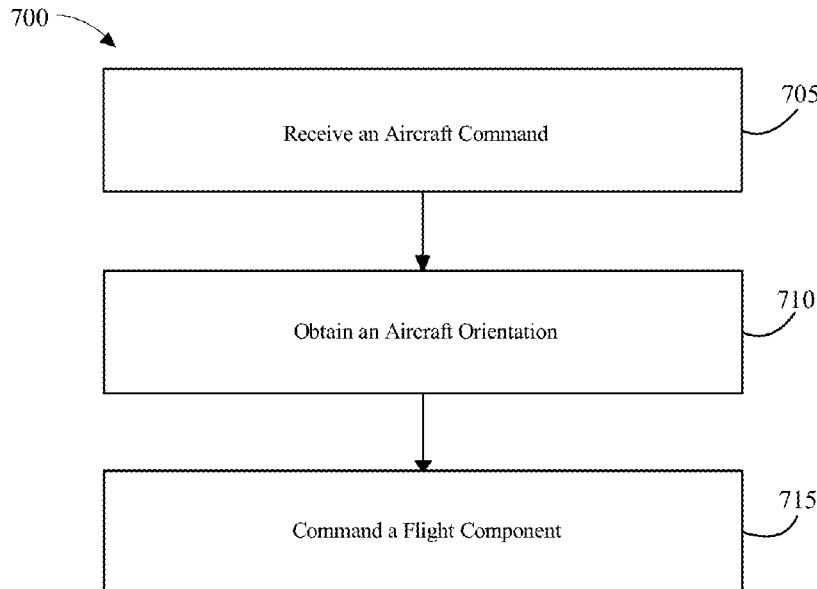 700
705
Receive an Aircraft Command
710
Obtain an Aircraft Orientation
715
Command a Flight Component